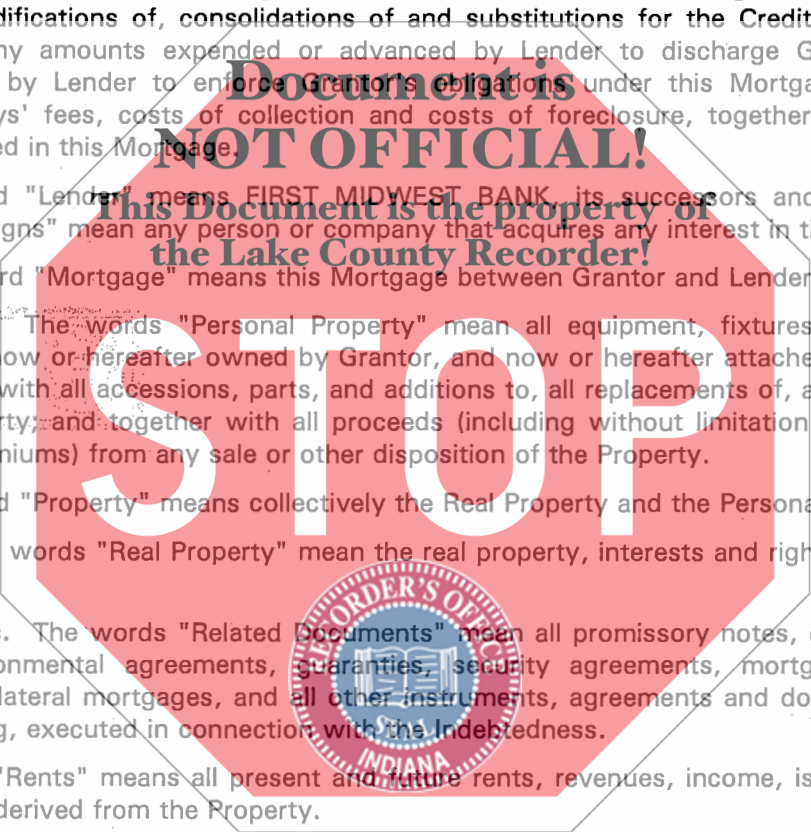 difications of, consolidations of and substitutions for the Credit
ny amounts expended or advanced by Lender to discharge G
by Lender to enforce Grantor's obligations under this Mortga
ys' fees, costs of collection and costs of foreclosure, together
ed in this Mortgage.
d "Lender" means FIRST MIDWEST BANK, its successors and
igns" mean any person or company that acquires any interest in t
rd "Mortgage" means this Mortgage between Grantor and Lender
The words "Personal Property" mean all equipment, fixtures
now or hereafter owned by Grantor, and now or hereafter attache
with all accessions, parts, and additions to, all replacements of, a
rty; and together with all proceeds (including without limitation
niums) from any sale or other disposition of the Property.
d "Property" means collectively the Real Property and the Persona
words "Real Property" mean the real property, interests and righ
s. The words "Related Documents" mean all promissory notes,
onmental agreements, guaranties, security agreements, mortg
lateral mortgages, and all other instruments, agreements and do
g, executed in connection with the Indebtedness.
"Rents" means all present and future rents, revenues, income, is
derived from the Property.
Document is
NOT OFFICIAL!
This Document is the property of
the Lake County Recorder!
STOP
RECORDER'S OFFICE
SEAL
INDIANA